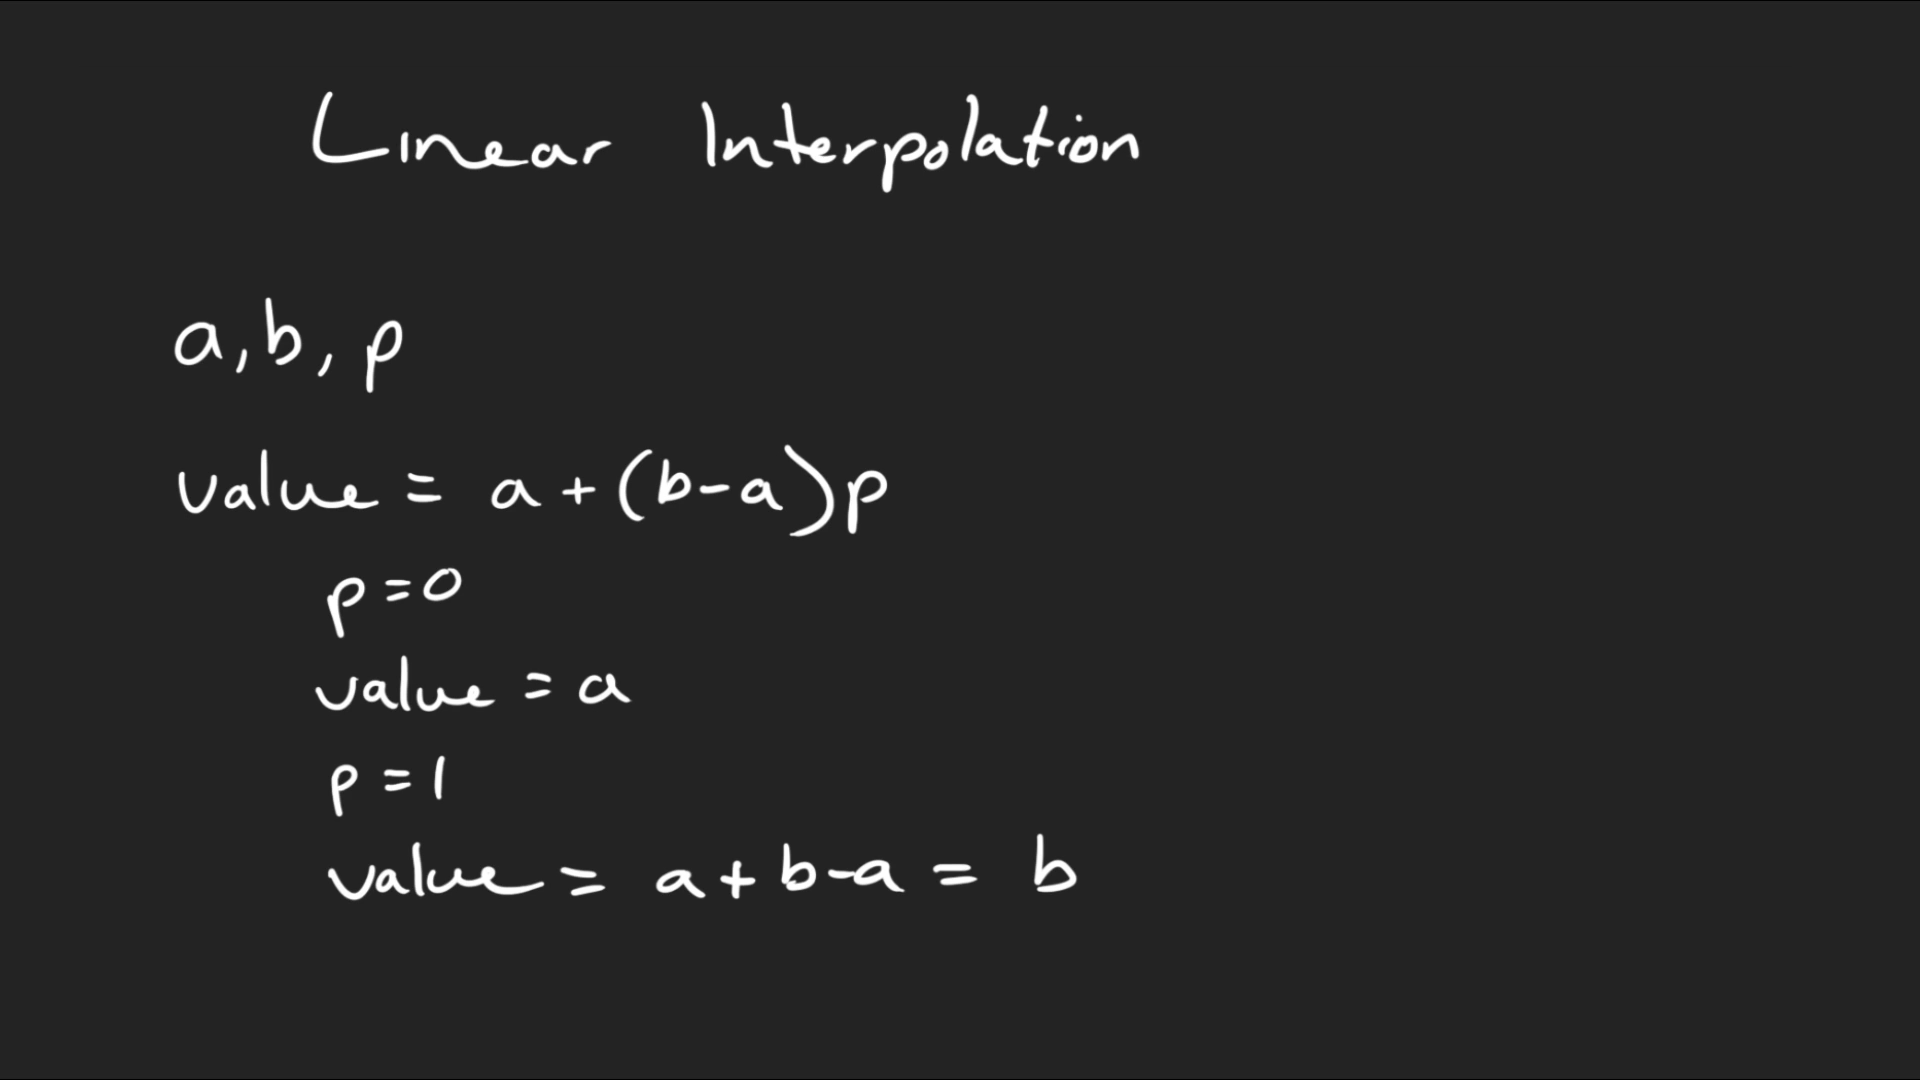 Linear Interpolation
a, b, p
value = a + (b-a)p
p=0
value = a
p = 1
value = a + b-a = b